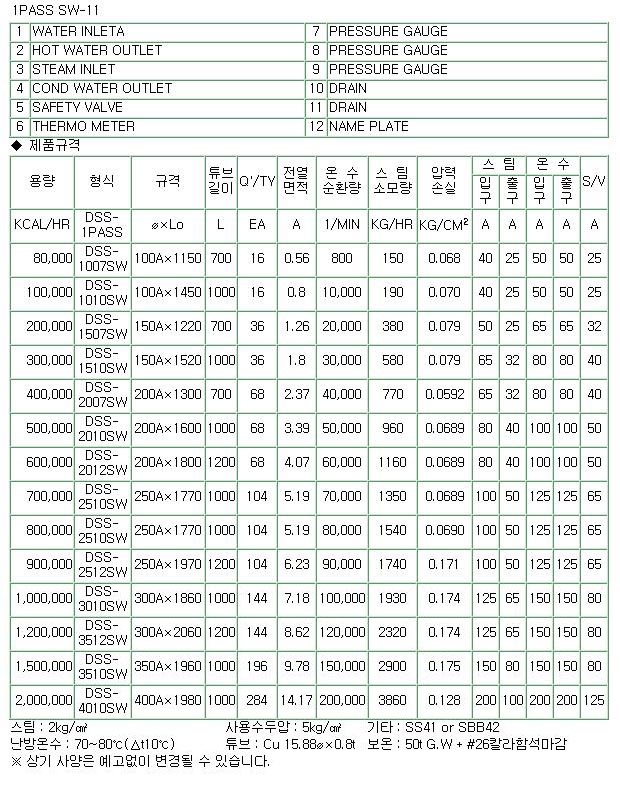 1PASS SW-11
1 WATER INLETA 7 PRESSURE GAUGE
2 HOT WATER OUTLET 8 PRESSURE GAUGE
3 STEAM INLET 9 PRESSURE GAUGE
4 COND WATER OUTLET 10 DRAIN
5 SAFETY VALVE 11 DRAIN
6 THERMO METER 12 NAME PLATE
◆ 제품규격
용량 형식 규격 튜브길이 Q'/TY 전열면적 온 수 순환량 스 팀 소모량 압력 손실 스 팀 입구 출구 온 수 입구 출구 S/V
KCAL/HR DSS-1PASS ø×Lo L EA A 1/MIN KG/HR KG/CM² A A A A A
80,000 DSS-1007SW 100A×1150 700 16 0.56 800 150 0.068 40 25 50 50 25
100,000 DSS-1010SW 100A×1450 1000 16 0.8 10,000 190 0.070 40 25 50 50 25
200,000 DSS-1507SW 150A×1220 700 36 1.26 20,000 380 0.079 50 25 65 65 32
300,000 DSS-1510SW 150A×1520 1000 36 1.8 30,000 580 0.079 65 32 80 80 40
400,000 DSS-2007SW 200A×1300 700 68 2.37 40,000 770 0.0592 65 32 80 80 40
500,000 DSS-2010SW 200A×1600 1000 68 3.39 50,000 960 0.0689 80 40 100 100 50
600,000 DSS-2012SW 200A×1800 1200 68 4.07 60,000 1160 0.0689 80 40 100 100 50
700,000 DSS-2510SW 250A×1770 1000 104 5.19 70,000 1350 0.0689 100 50 125 125 65
800,000 DSS-2510SW 250A×1770 1000 104 5.19 80,000 1540 0.0690 100 50 125 125 65
900,000 DSS-2512SW 250A×1970 1200 104 6.23 90,000 1740 0.171 100 50 125 125 65
1,000,000 DSS-3010SW 300A×1860 1000 144 7.18 100,000 1930 0.174 125 65 150 150 80
1,200,000 DSS-3512SW 300A×2060 1200 144 8.62 120,000 2320 0.174 125 65 150 150 80
1,500,000 DSS-3510SW 350A×1960 1000 196 9.78 150,000 2900 0.175 150 80 150 150 80
2,000,000 DSS-4010SW 400A×1980 1000 284 14.17 200,000 3860 0.128 200 100 200 200 125
스팀 : 2kg/㎠ 사용수두압 : 5kg/㎠ 기타 : SS41 or SBB42
난방온수 : 70~80℃(△t10℃) 튜브 : Cu 15.88ø×0.8t 보온 : 50t G.W + #26칼라함석마감
※ 상기 사양은 예고없이 변경될 수 있습니다.